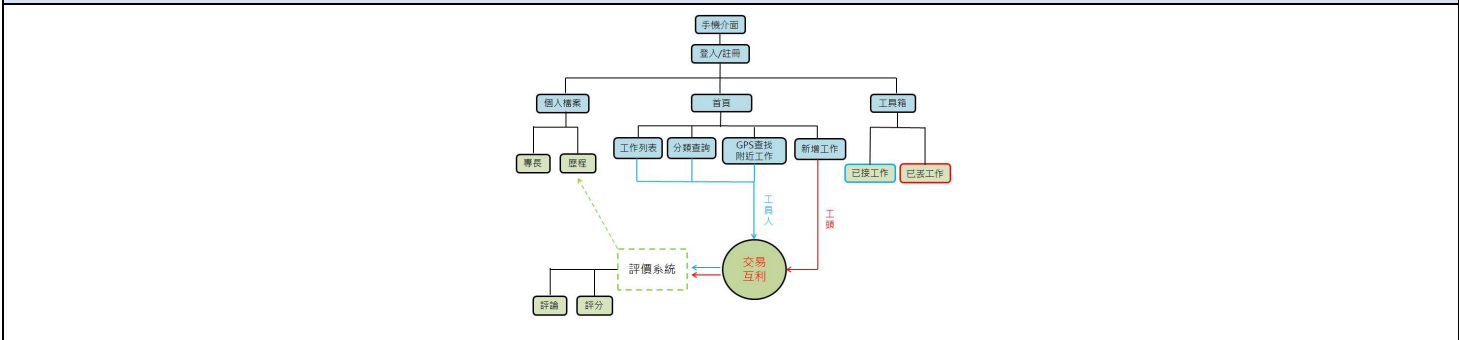 手機介面
登入/註冊
個人檔案
首頁
工具箱
工作列表
分類查詢
GPS查找
附近工作
新增工作
專長
歷程
已接工作
已丟工作
工具人
工頭
評價系統
交易
互利
評論
評分